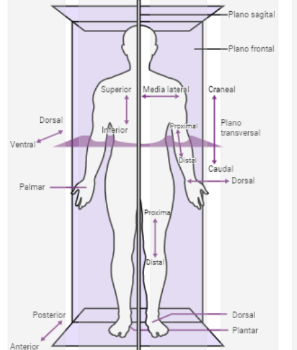 Plano sagital
Plano frontal
Superior
Media lateral
Craneal
Dorsal
Inferior
Proximal
Plano
transversal
Ventral
Distal
Caudal
Palmar
Dorsal
Proxima
Distal
Posterior
Dorsal
Plantar
Anterior